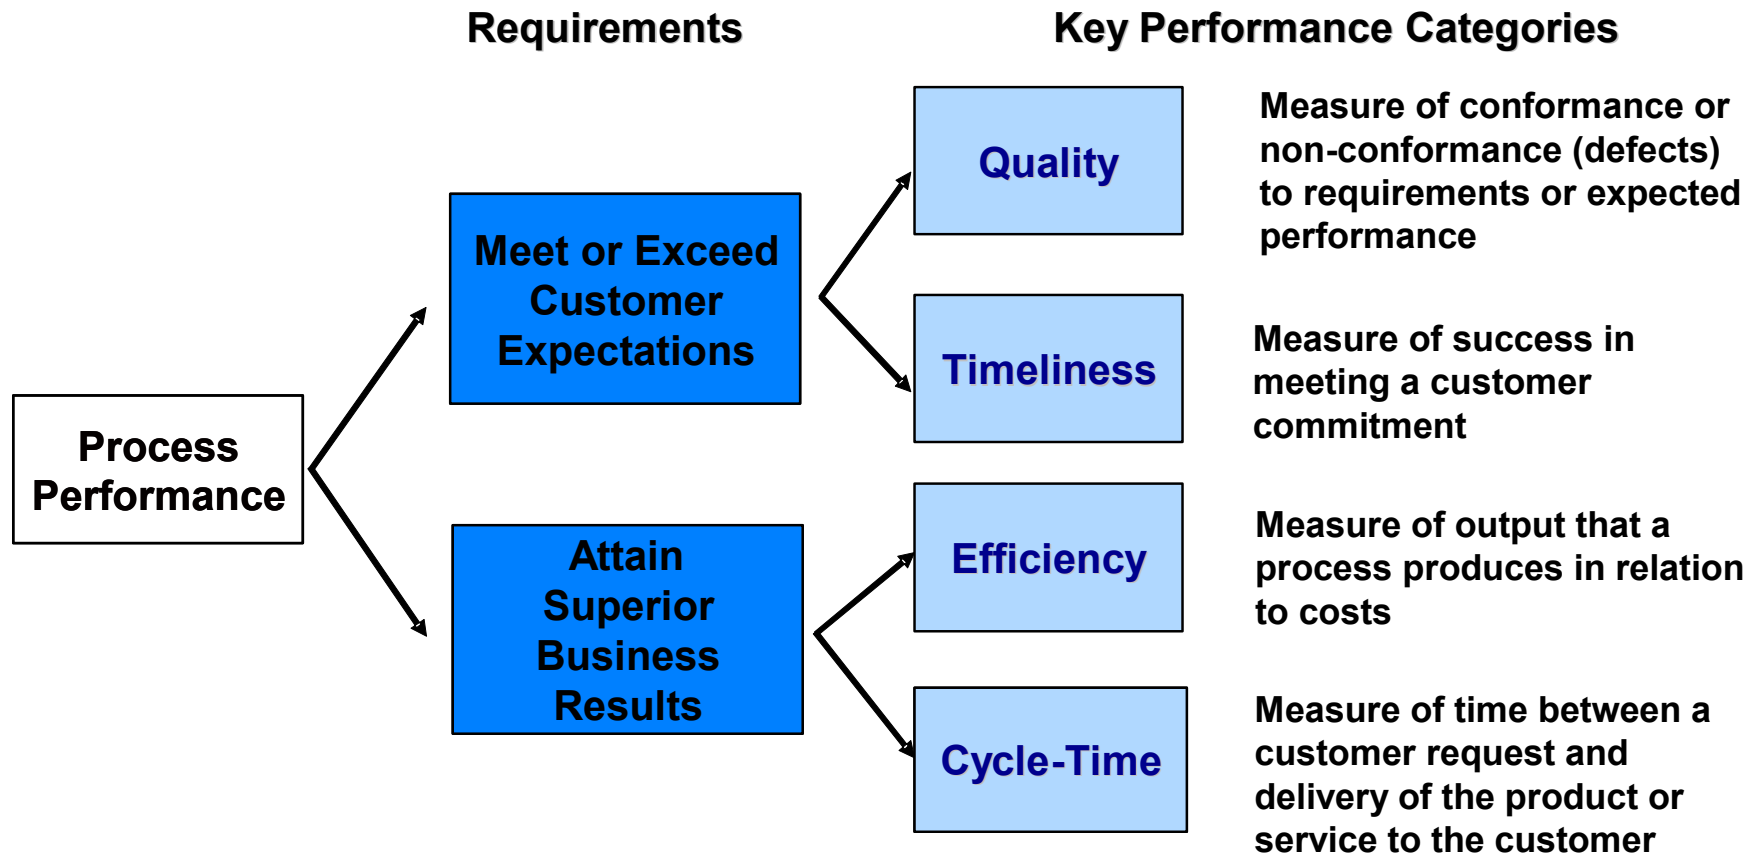 Requirements
Key Performance Categories
Process
Performance
Meet or Exceed
Customer
Expectations
Attain
Superior
Business
Results
Quality
Measure of conformance or
non-conformance (defects)
to requirements or expected
performance
Timeliness
Measure of success in
meeting a customer
commitment
Efficiency
Measure of output that a
process produces in relation
to costs
Cycle-Time
Measure of time between a
customer request and
delivery of the product or
service to the customer